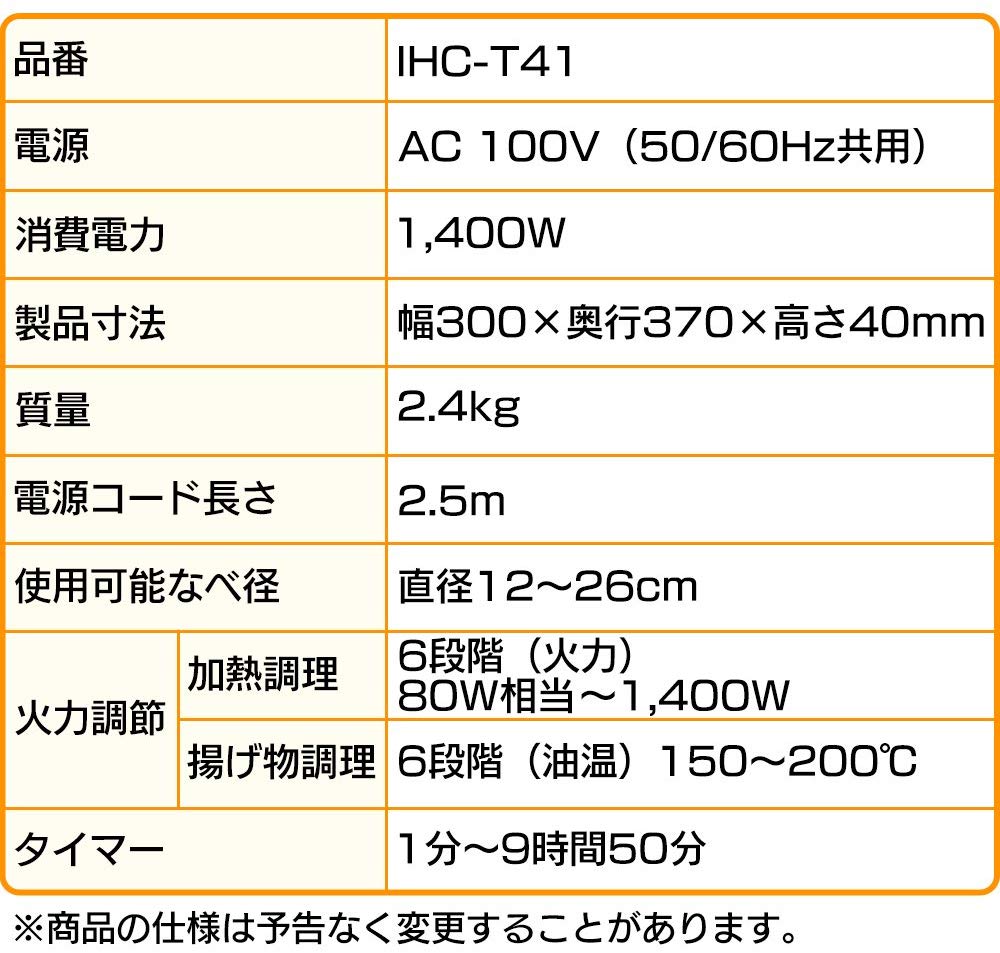 品番 IHC-T41
電源 AC 100V（50/60Hz共用）
消費電力 1,400W
製品寸法 幅300×奥行370×高さ40mm
質量 2.4kg
電源コード長さ 2.5m
使用可能なべ径 直径12～26cm
火力調節
加熱調理 6段階（火力）
80W相当～1,400W
揚げ物調理 6段階（油温）150～200℃
タイマー 1分～9時間50分
※商品の仕様は予告なく変更することがあります。